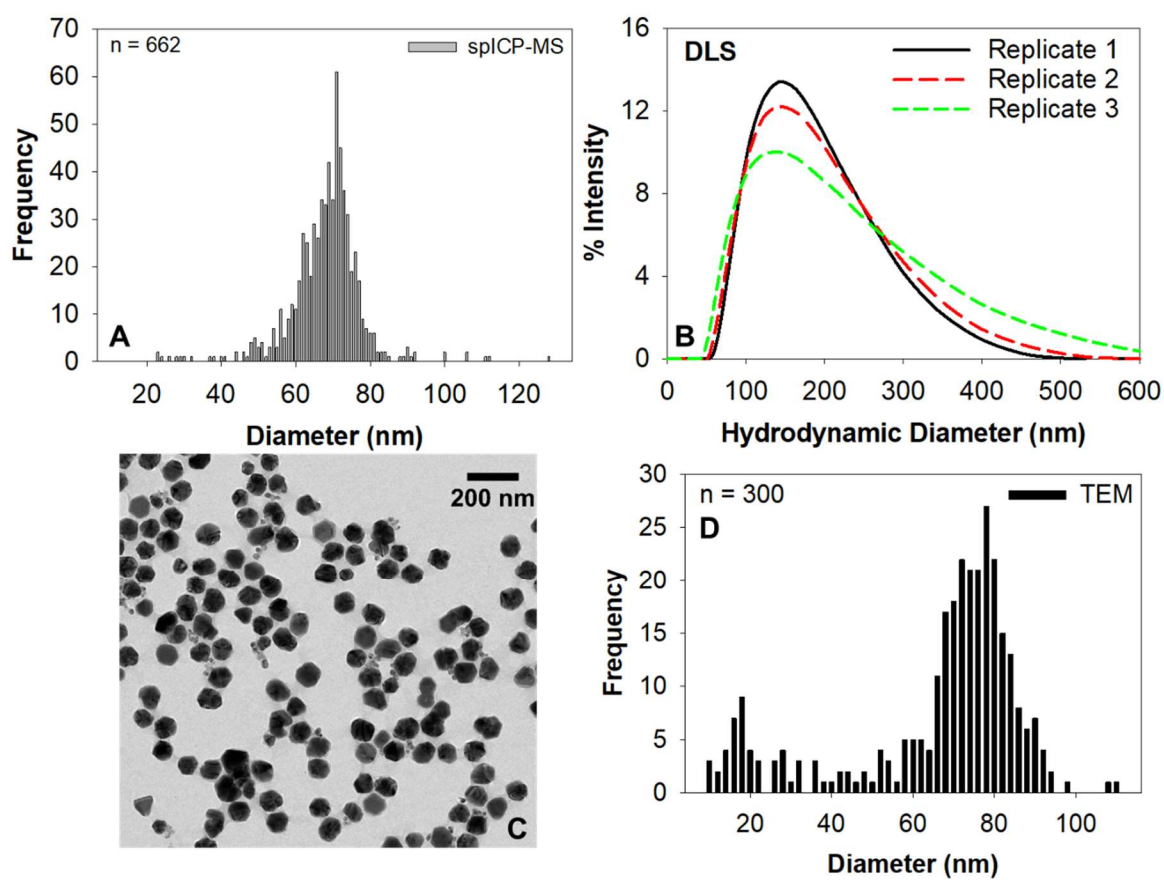 n = 662
spICP-MS
70
60
50
40
30
20
10
0
Frequency
A
20 40 60 80 100 120
Diameter (nm)
DLS
Replicate 1
Replicate 2
Replicate 3
16
12
8
4
0
% Intensity
B
0 100 200 300 400 500 600
Hydrodynamic Diameter (nm)
200 nm
C
n = 300
TEM
D
30
25
20
15
10
5
0
Frequency
20 40 60 80 100
Diameter (nm)